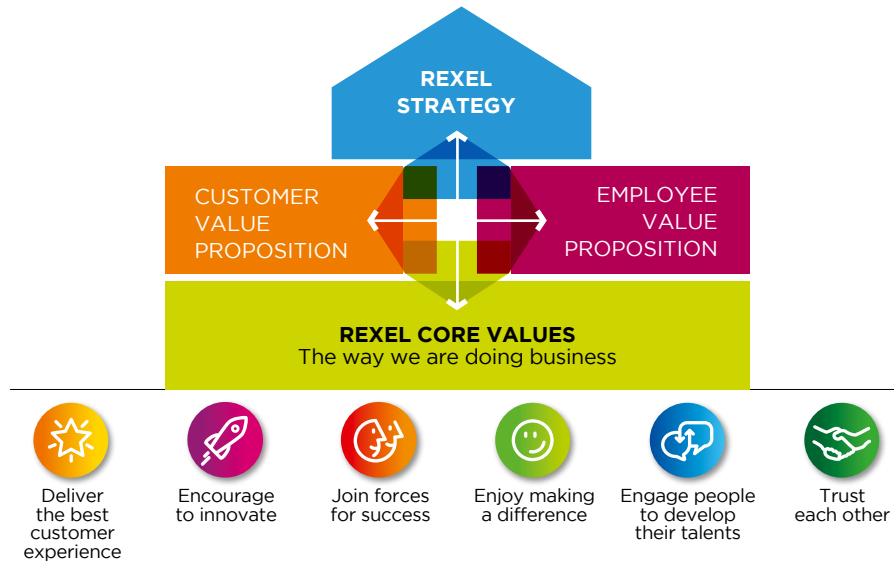 REXEL
STRATEGY
CUSTOMER
VALUE
PROPOSITION
EMPLOYEE
VALUE
PROPOSITION
REXEL CORE VALUES
The way we are doing business
Deliver
the best
customer
experience
Encourage
to innovate
Join forces
for success
Enjoy making
a difference
Engage people
to develop
their talents
Trust
each other